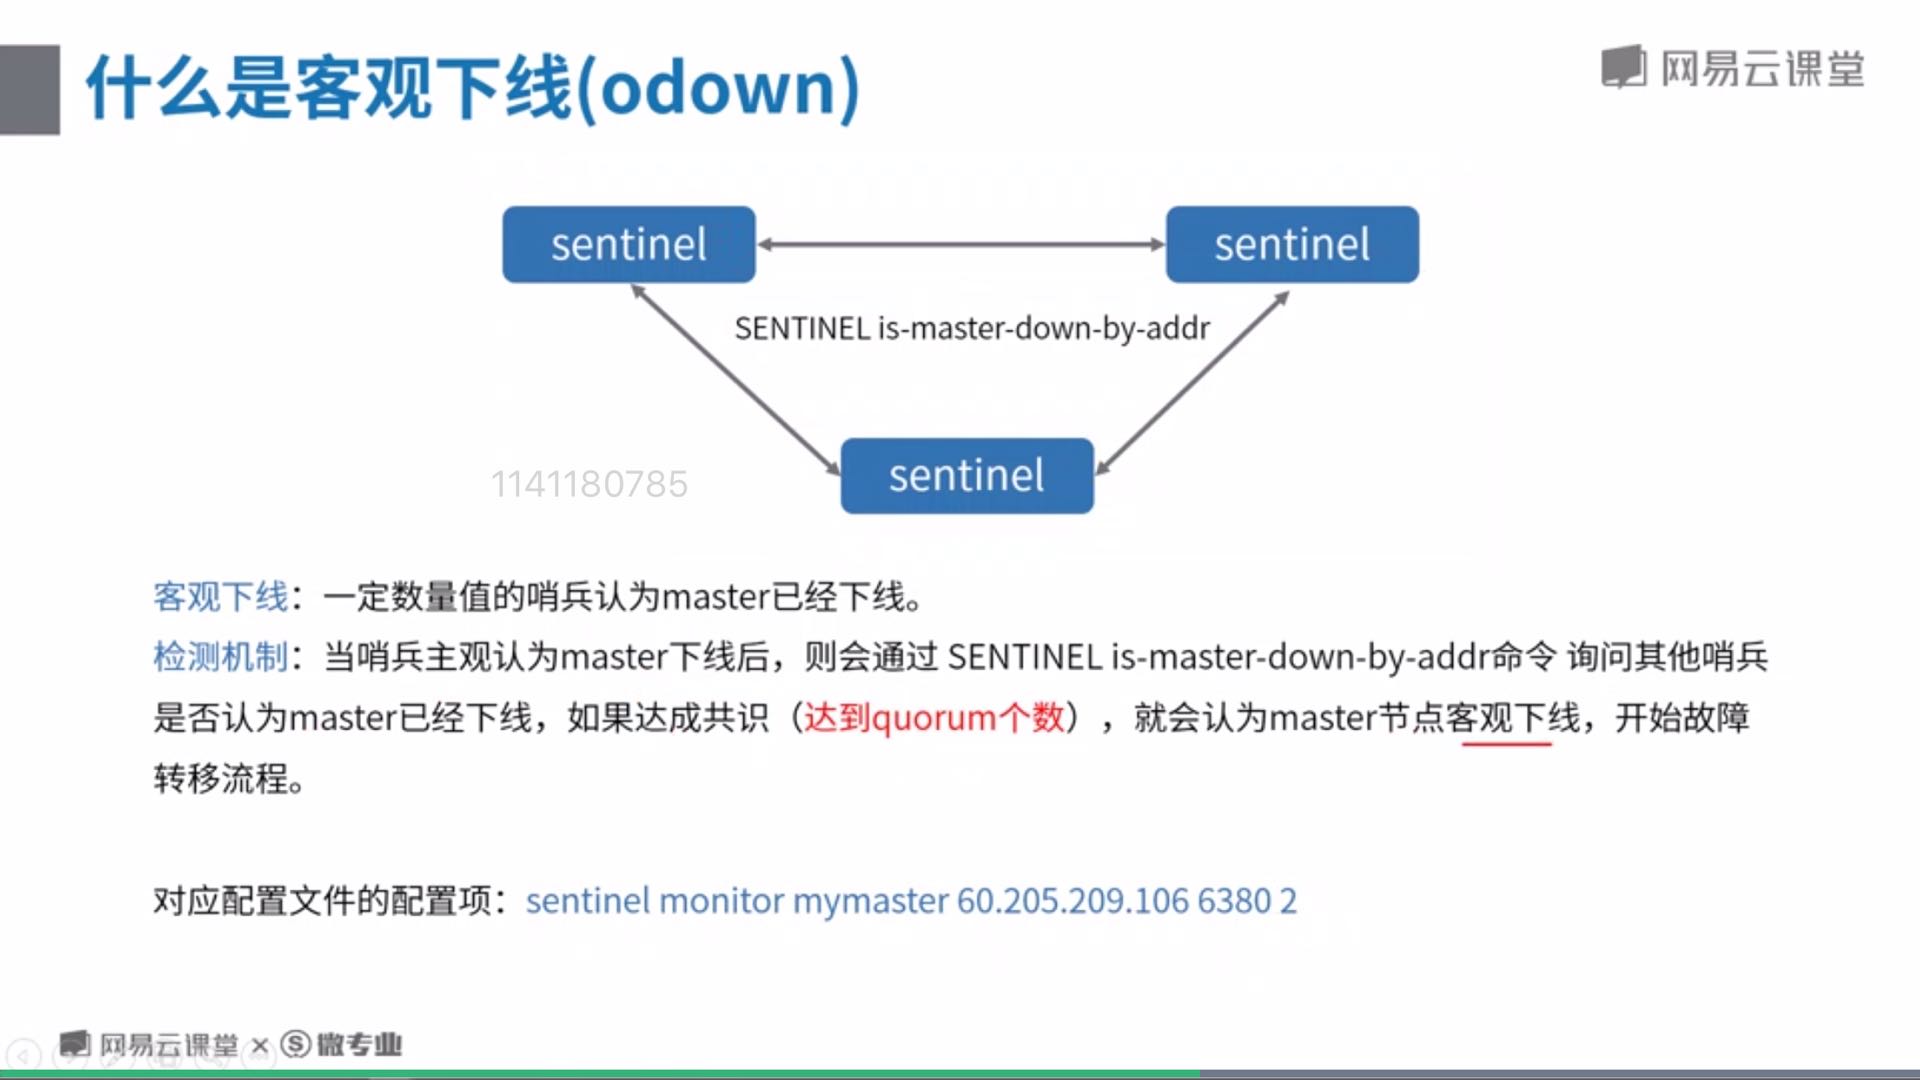 什么是客观下线(odown)
网易云课堂
sentinel
sentinel
SENTINEL is-master-down-by-addr
sentinel
1141180785
客观下线：一定数量值的哨兵认为master已经下线。
检测机制：当哨兵主观认为master下线后，则会通过 SENTINEL is-master-down-by-addr命令 询问其他哨兵
是否认为master已经下线，如果达成共识（达到quorum个数），就会认为master节点客观下线，开始故障
转移流程。
对应配置文件的配置项：sentinel monitor mymaster 60.205.209.106 6380 2
网易云课堂 × 微专业